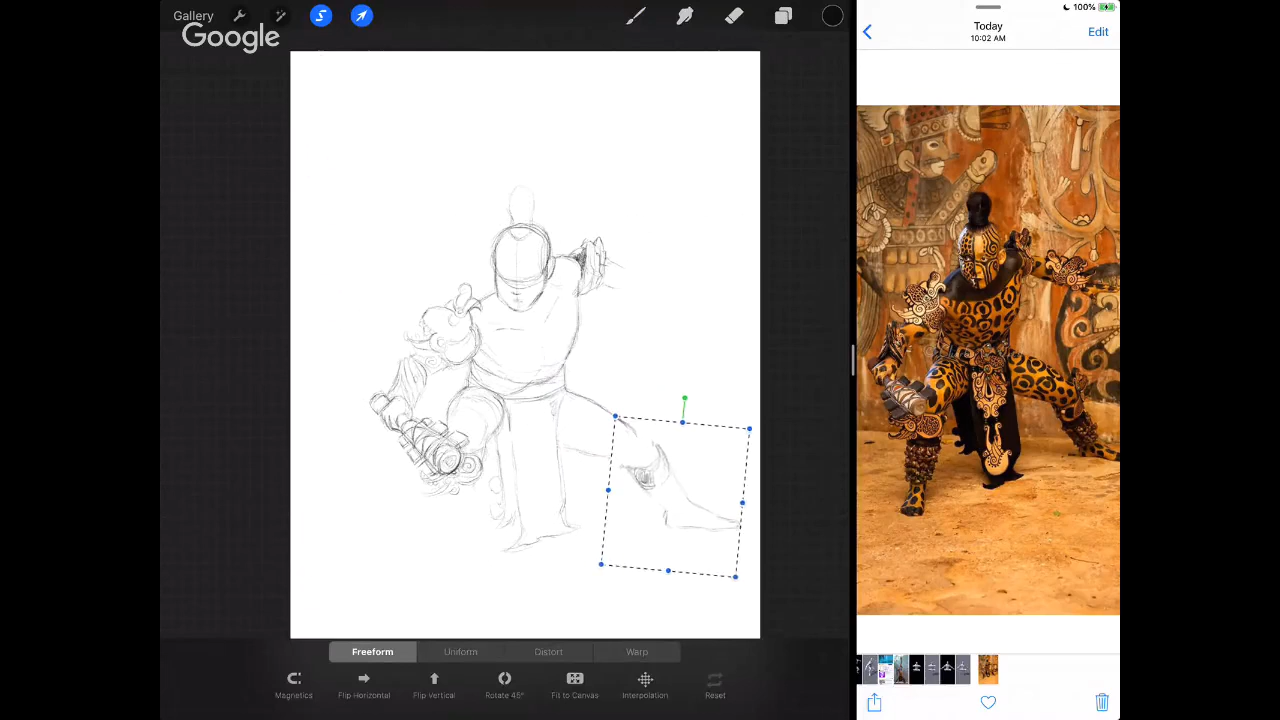 Gallery
Google
Freeform
Uniform
Distort
Warp
Magnetics
Flip Horizontal
Flip Vertical
Rotate 45°
Fit to Canvas
Interpolation
Reset
100%
Today
10:02 AM
Edit